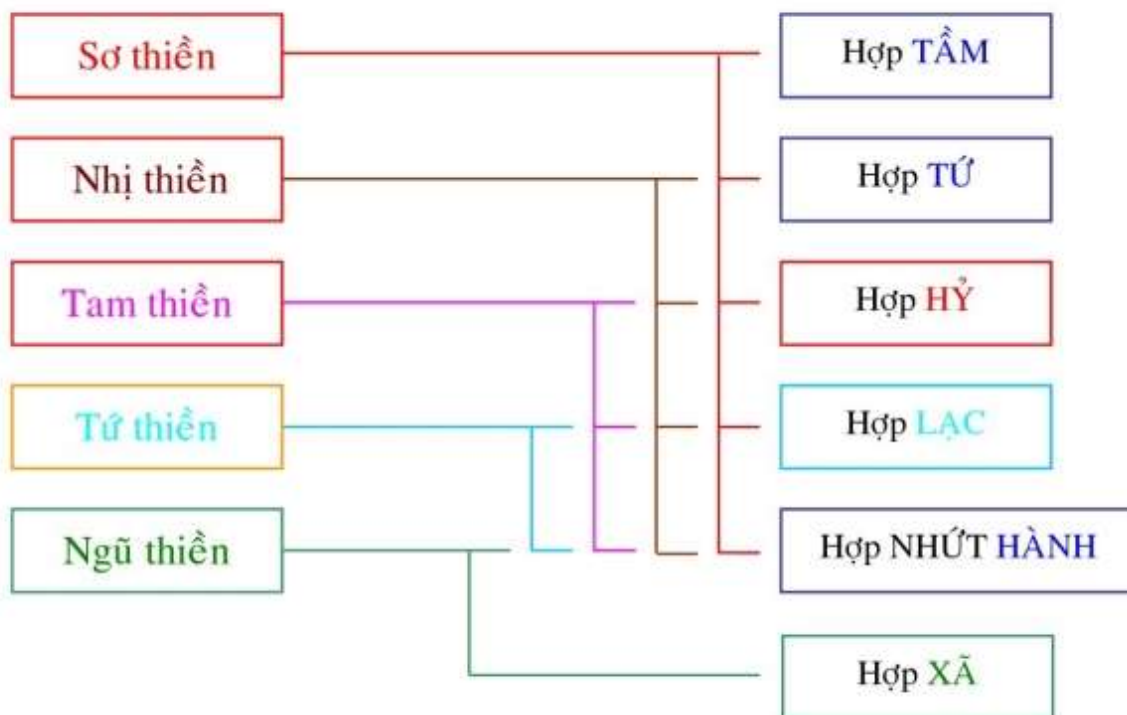 Sơ thiền
Hợp TẦM
Nhị thiền
Hợp TỨ
Tam thiền
Hợp HỶ
Tứ thiền
Hợp LẠC
Ngũ thiền
Hợp NHỨT HÀNH
Hợp XÃ